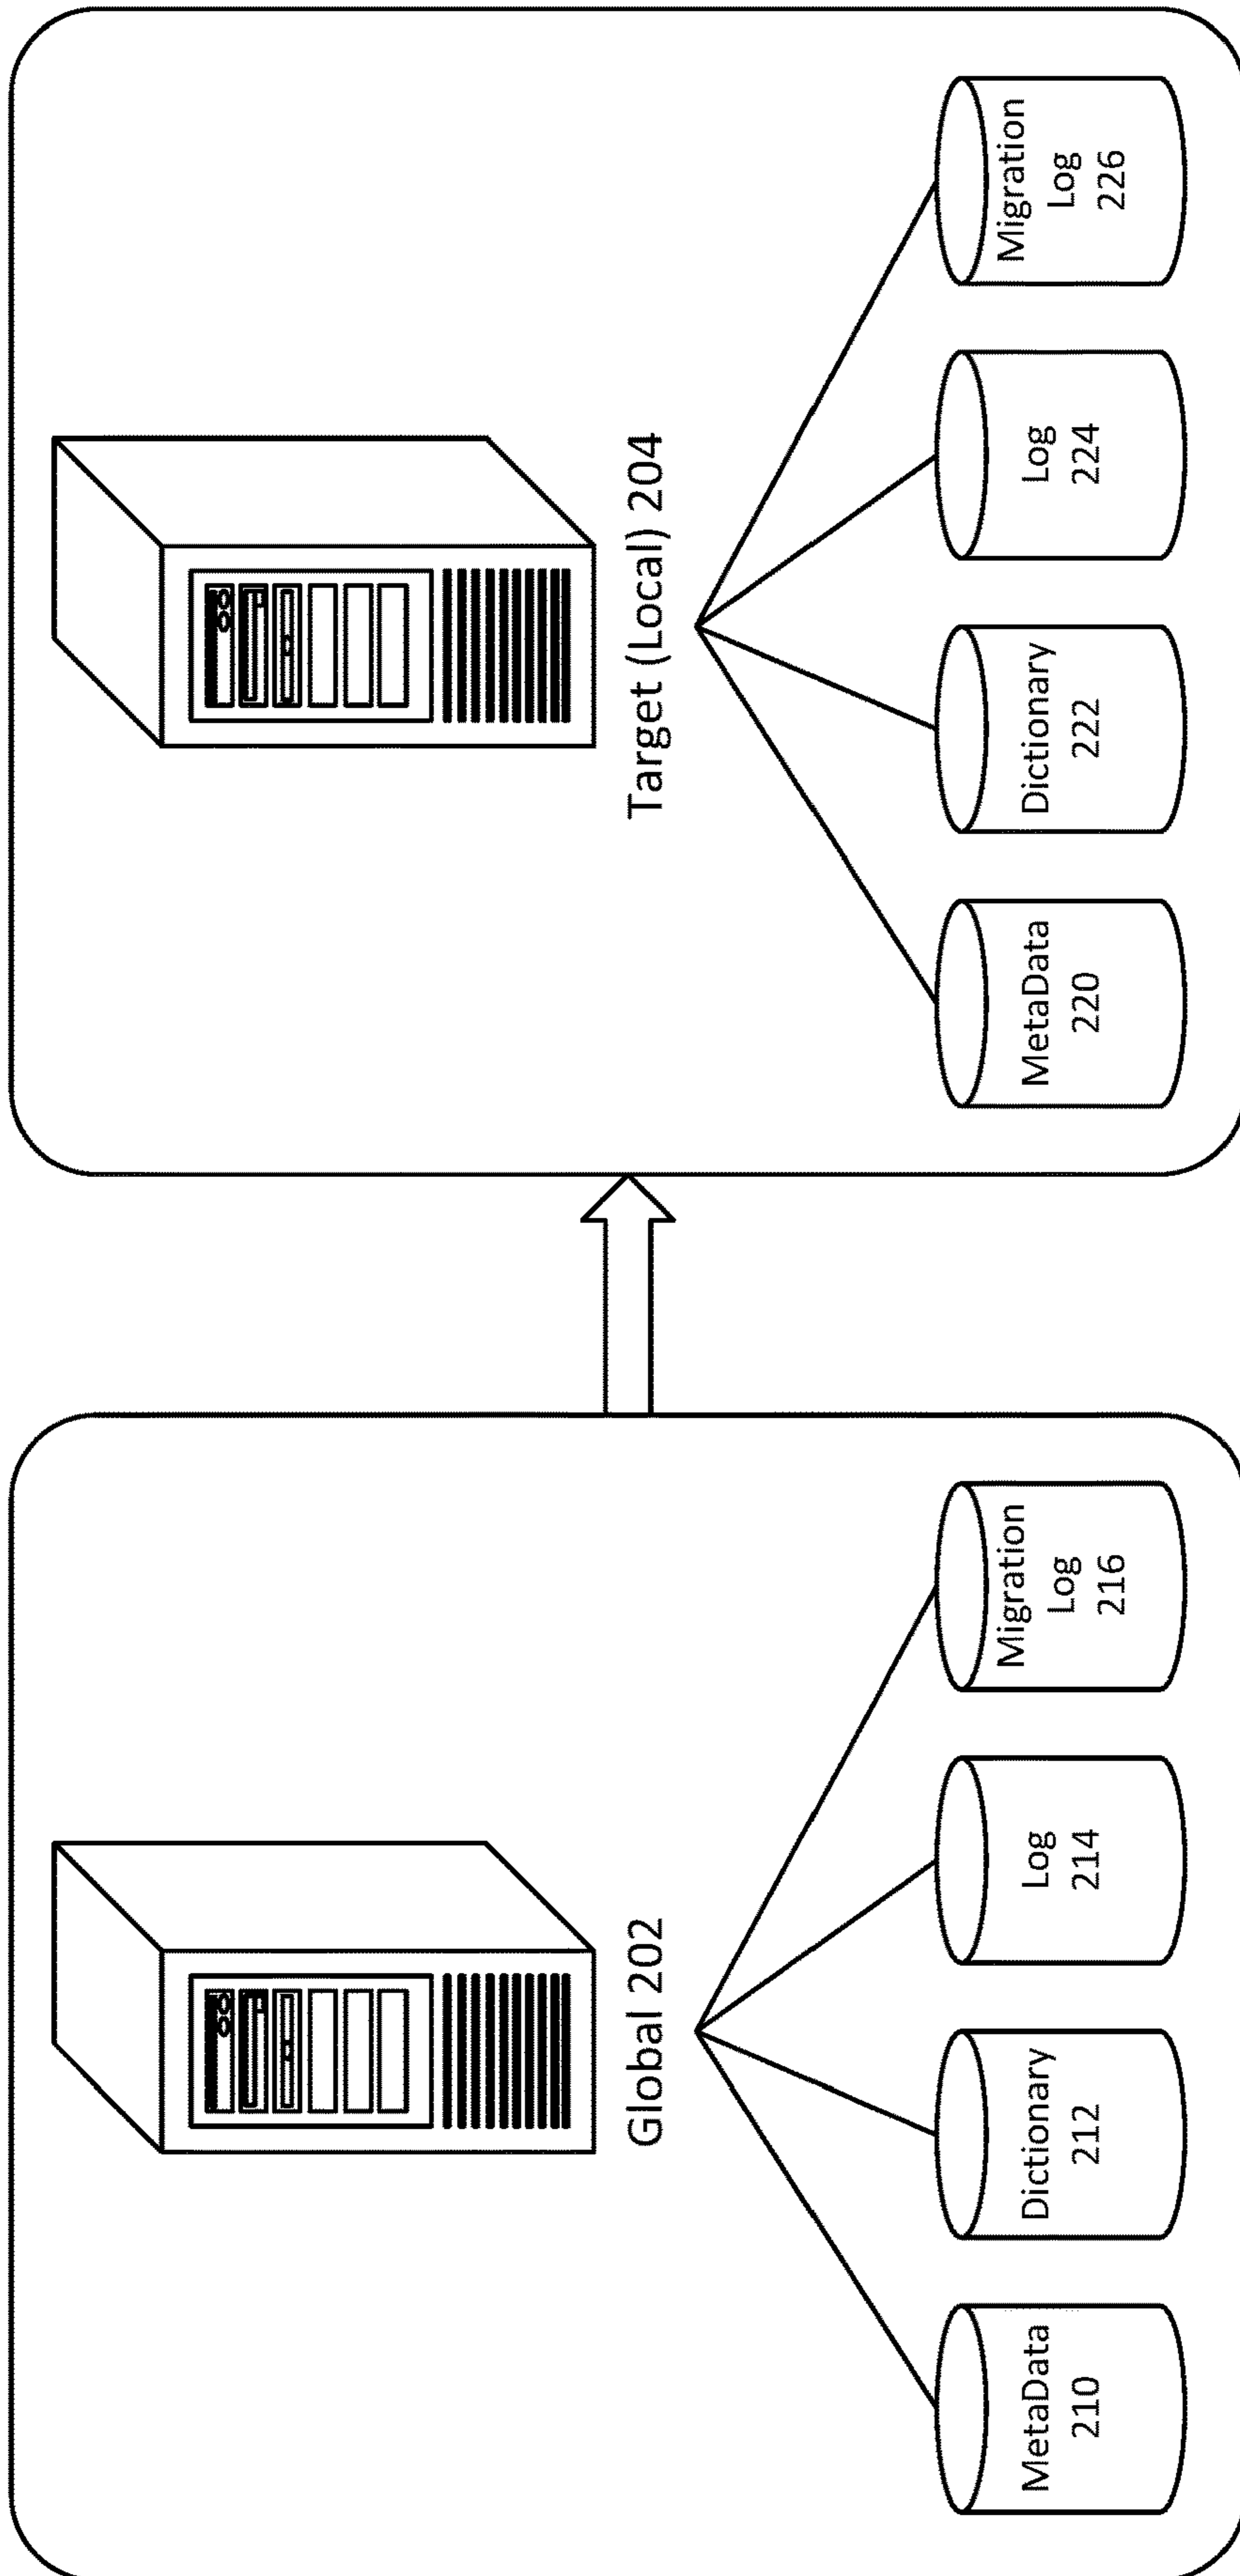 Global 202
MetaData
210
Dictionary
212
Log
214
Migration
Log
216
Target (Local) 204
MetaData
220
Dictionary
222
Log
224
Migration
Log
226